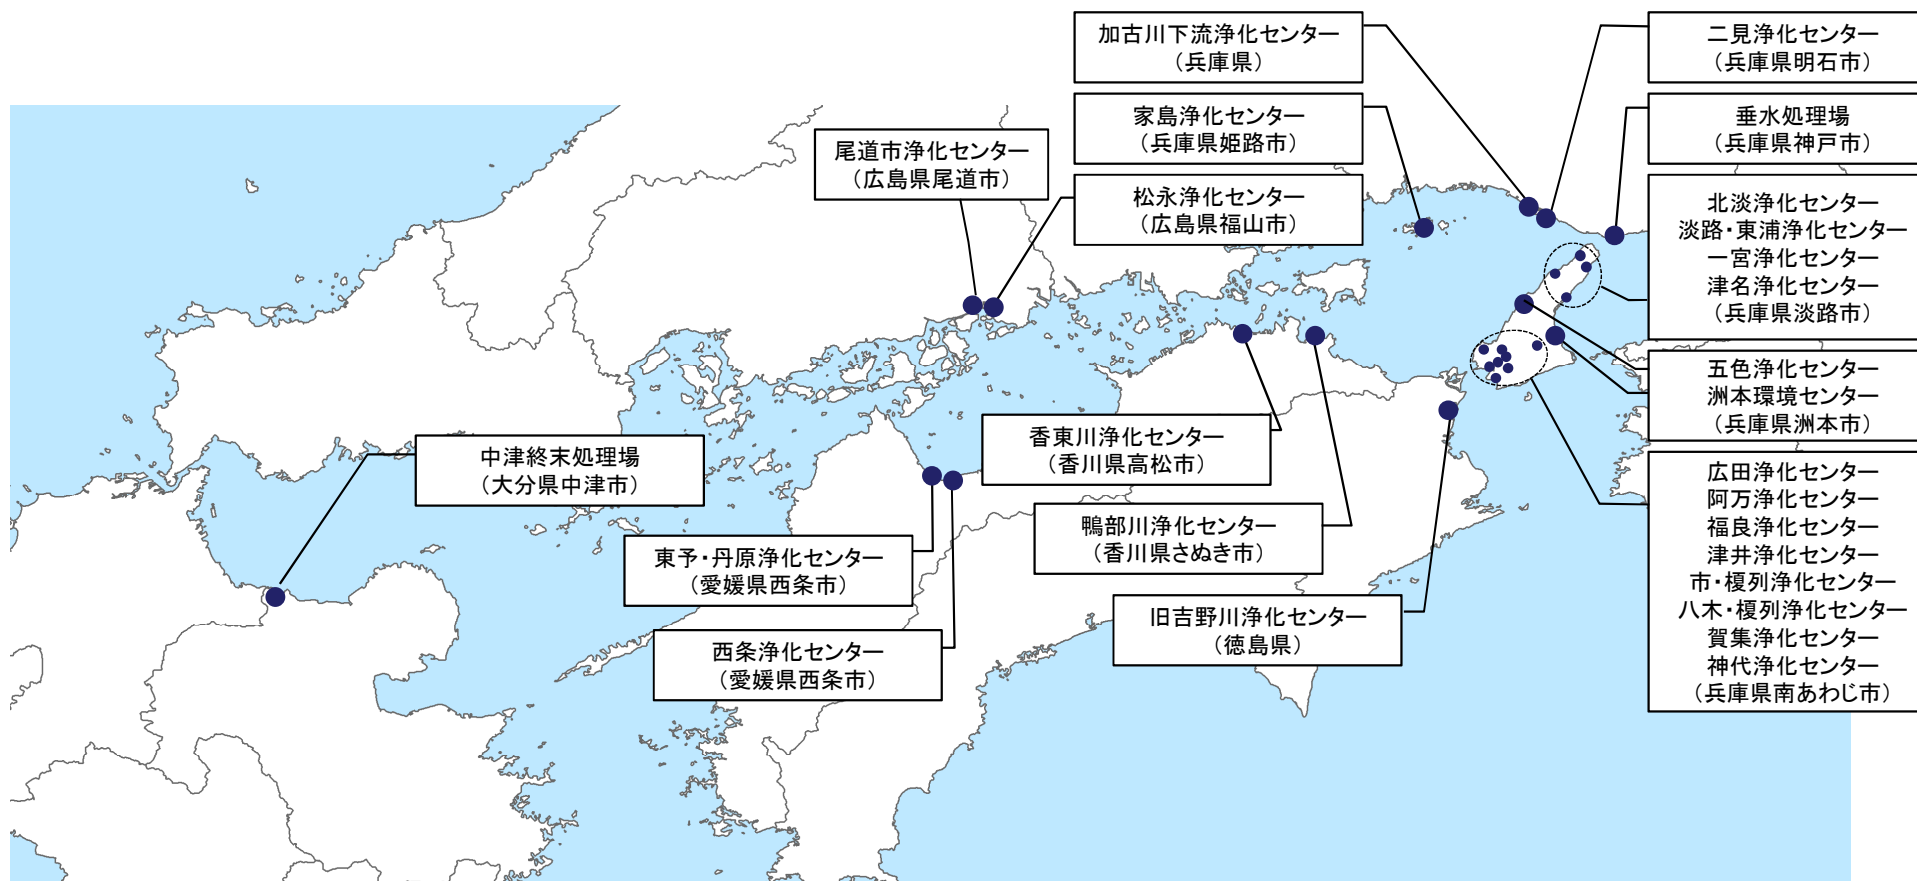 加古川下流浄化センター
（兵庫県）
二見浄化センター
（兵庫県明石市）
家島浄化センター
（兵庫県姫路市）
垂水処理場
（兵庫県神戸市）
尾道市浄化センター
（広島県尾道市）
松永浄化センター
（広島県福山市）
北淡浄化センター
淡路・東浦浄化センター
一宮浄化センター
津名浄化センター
（兵庫県淡路市）
五色浄化センター
洲本環境センター
（兵庫県洲本市）
中津終末処理場
（大分県中津市）
香東川浄化センター
（香川県高松市）
鴨部川浄化センター
（香川県さぬき市）
東予・丹原浄化センター
（愛媛県西条市）
旧吉野川浄化センター
（徳島県）
西条浄化センター
（愛媛県西条市）
広田浄化センター
阿万浄化センター
福良浄化センター
津井浄化センター
市・榎列浄化センター
八木・榎列浄化センター
賀集浄化センター
神代浄化センター
（兵庫県南あわじ市）